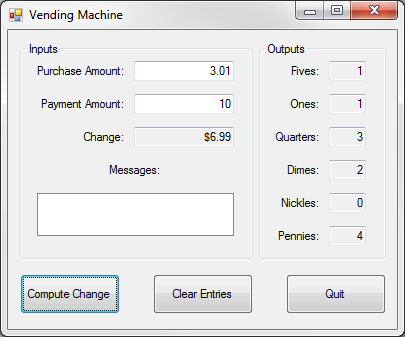 Vending Machine
Inputs
Purchase Amount: 3.01
Payment Amount: 10
Change: $6.99
Messages:
Outputs
Fives: 1
Ones: 1
Quarters: 3
Dimes: 2
Nickles: 0
Pennies: 4
Compute Change
Clear Entries
Quit